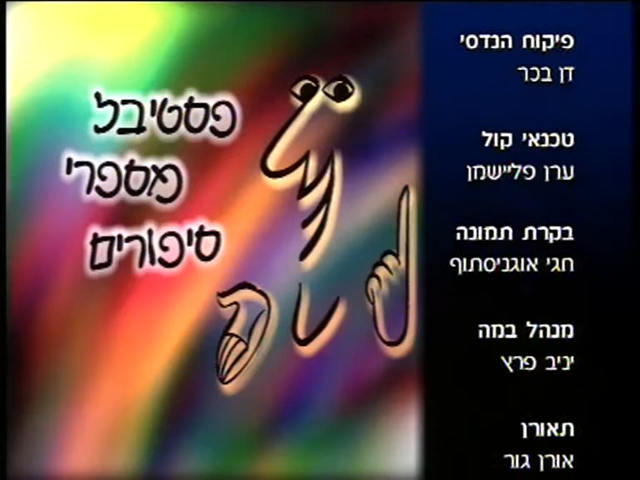 פסטיבל
מספרי
סיפורים
פיקוח הנדסי
דן בכר
טכנאי קול
ערן פליישמן
בקרת תמונה
חגי אוגניסתוף
מנהל במה
יניב פרץ
תאורן
אורן גור